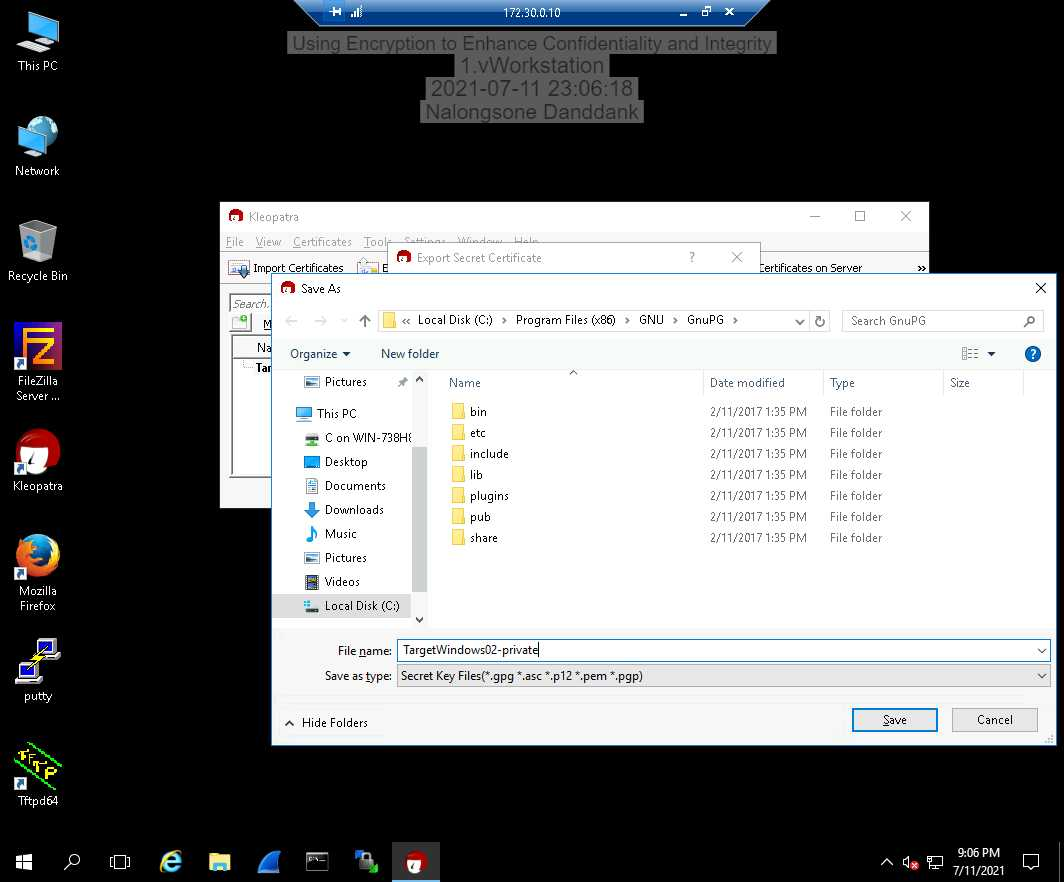 172.30.0.10
Using Encryption to Enhance Confidentiality and Integrity
1.vWorkstation
2021-07-11 23:06:18
Nalongsone Danddank
This PC
Network
Recycle Bin
FileZilla
Server ...
Kleopatra
Mozilla
Firefox
putty
Tftpd64
Kleopatra
File View Certificates Tools Settings Window Help
Export Secret Certificate ?
Import Certificates
Certificates on Server »
Search...
Save As
« Local Disk (C:) > Program Files (x86) > GNU > GnuPG >
Search GnuPG
Organize New folder
?
Name Date modified Type Size
Pictures
This PC
C on WIN-738H8
Desktop
Documents
Downloads
Music
Pictures
Videos
Local Disk (C:)
bin 2/11/2017 1:35 PM File folder
etc 2/11/2017 1:35 PM File folder
include 2/11/2017 1:35 PM File folder
lib 2/11/2017 1:35 PM File folder
plugins 2/11/2017 1:35 PM File folder
pub 2/11/2017 1:35 PM File folder
share 2/11/2017 1:35 PM File folder
File name: TargetWindows02-private
Save as type: Secret Key Files(*.gpg *.asc *.p12 *.pem *.pgp)
Hide Folders
Save Cancel
9:06 PM
7/11/2021